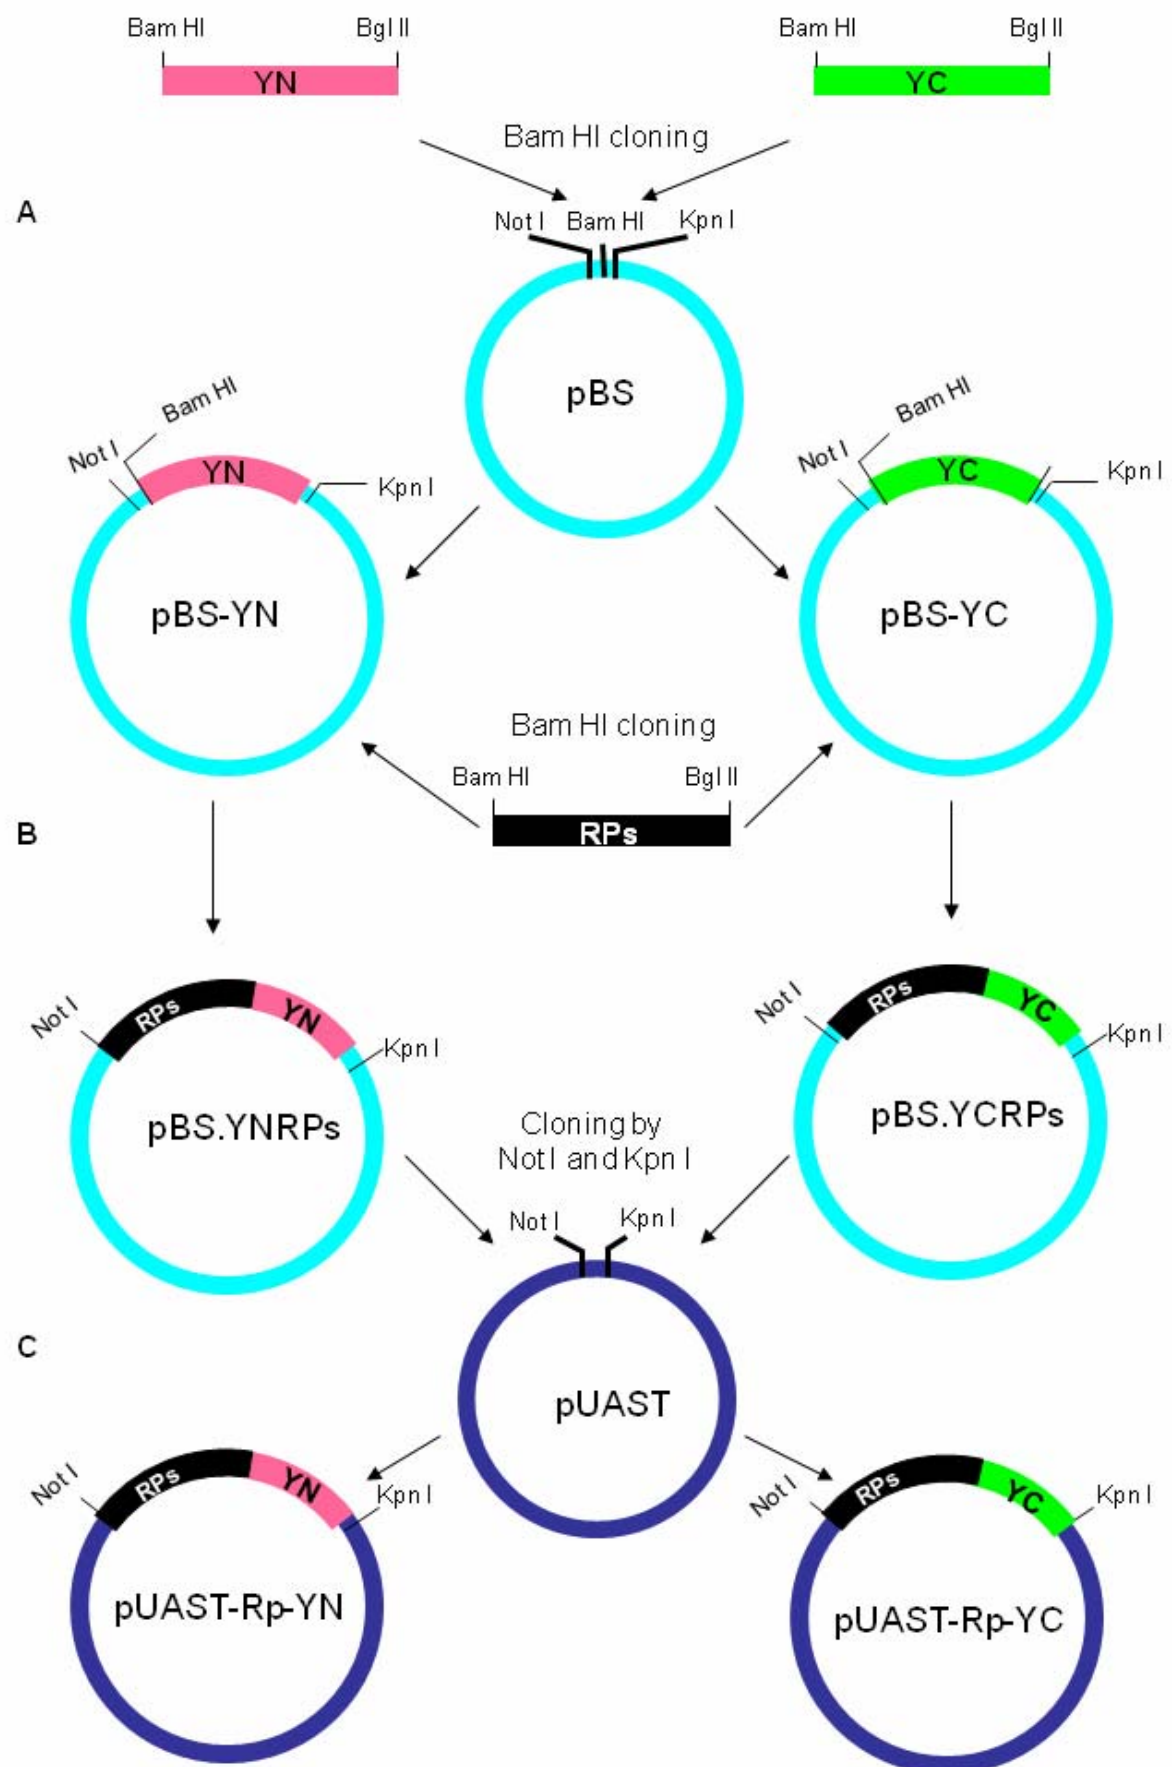 Bam HI Bgl II Bam HI Bgl II
YN YC
Bam HI cloning
A
Not I Bam HI Kpn I
pBS
Bam HI Bam HI
Not I YN Kpn I Not I YC Kpn I
pBS-YN pBS-YC
Bam HI cloning
Bam HI Bgl II
B
RPs
Not I RPs YN Kpn I Not I RPs YC Kpn I
pBS.YNRPs pBS.YCRPs
Cloning by
Not I and Kpn I
Not I Kpn I
C
pUAST
Not I RPs YN Kpn I Not I RPs YC Kpn I
pUAST-Rp-YN pUAST-Rp-YC